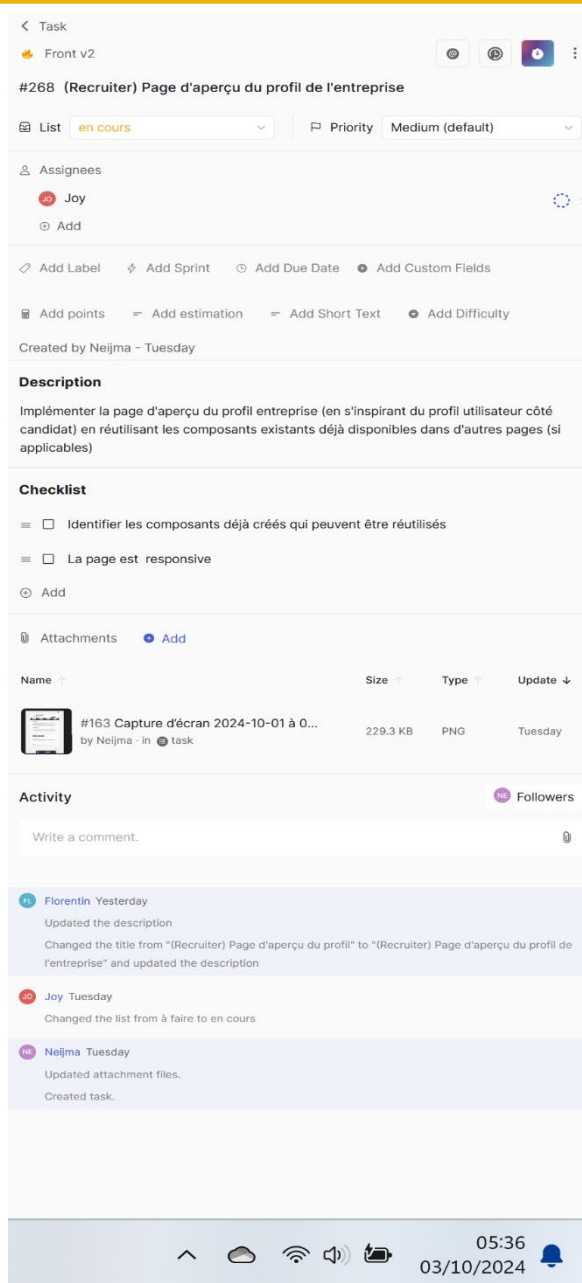 Task
Front v2
#268 (Recruiter) Page d'aperçu du profil de l'entreprise
List en cours Priority Medium (default)
Assignees
JO Joy
Add
Add Label Add Sprint Add Due Date Add Custom Fields
Add points Add estimation Add Short Text Add Difficulty
Created by Neijma - Tuesday
Description
Implémenter la page d'aperçu du profil entreprise (en s'inspirant du profil utilisateur côté
candidat) en réutilisant les composants existants déjà disponibles dans d'autres pages (si
applicables)
Checklist
Identifier les composants déjà créés qui peuvent être réutilisés
La page est responsive
Add
Attachments Add
Name Size Type Update
#163 Capture d'écran 2024-10-01 à 0... 229.3 KB PNG Tuesday
by Neijma · in task
Activity NE Followers
Write a comment.
FL Florentin Yesterday
Updated the description
Changed the title from "(Recruiter) Page d'aperçu du profil" to "(Recruiter) Page d'aperçu du profil de
l'entreprise" and updated the description
JO Joy Tuesday
Changed the list from à faire to en cours
NE Neijma Tuesday
Updated attachment files.
Created task.
05:36
03/10/2024